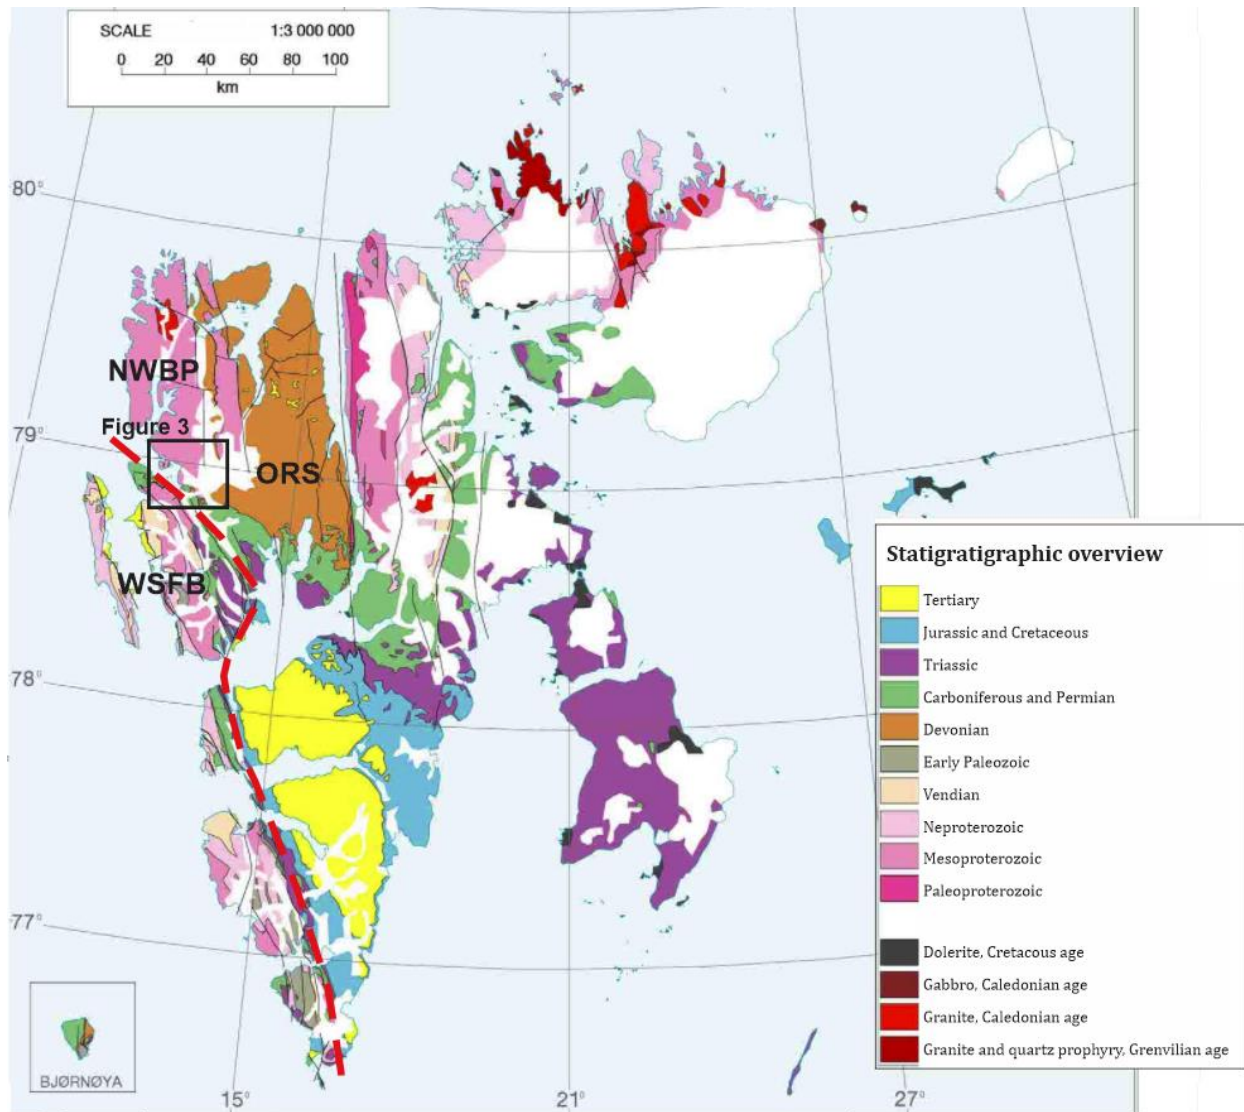 SCALE 1:3 000 000
0 20 40 60 80 100
km
80°
NWBP
Figure 3
79°
ORS
WSFB
78°
77°
BJØRNØYA
15°
21°
27°
Statigratigraphic overview
Tertiary
Jurassic and Cretaceous
Triassic
Carboniferous and Permian
Devonian
Early Paleozoic
Vendian
Neproterozoic
Mesoproterozoic
Paleoproterozoic
Dolerite, Cretacous age
Gabbro, Caledonian age
Granite, Caledonian age
Granite and quartz prophyry, Grenvilian age